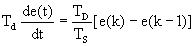 T_d de(t)/dt = T_D/T_S [e(k) − e(k − 1)]